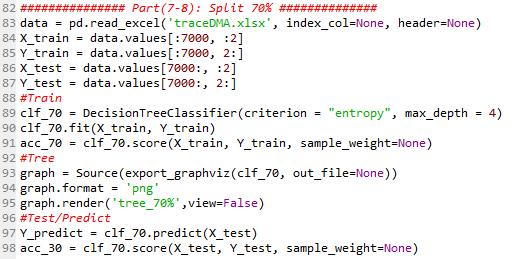 82 ############### Part(7-8): Split 70% ##############
83 data = pd.read_excel('traceDMA.xlsx', index_col=None, header=None)
84 X_train = data.values[:7000, :2]
85 Y_train = data.values[:7000, 2:]
86 X_test = data.values[7000:, :2]
87 Y_test = data.values[7000:, 2:]
88 #Train
89 clf_70 = DecisionTreeClassifier(criterion = "entropy", max_depth = 4)
90 clf_70.fit(X_train, Y_train)
91 acc_70 = clf_70.score(X_train, Y_train, sample_weight=None)
92 #Tree
93 graph = Source(export_graphviz(clf_70, out_file=None))
94 graph.format = 'png'
95 graph.render('tree_70%',view=False)
96 #Test/Predict
97 Y_predict = clf_70.predict(X_test)
98 acc_30 = clf_70.score(X_test, Y_test, sample_weight=None)